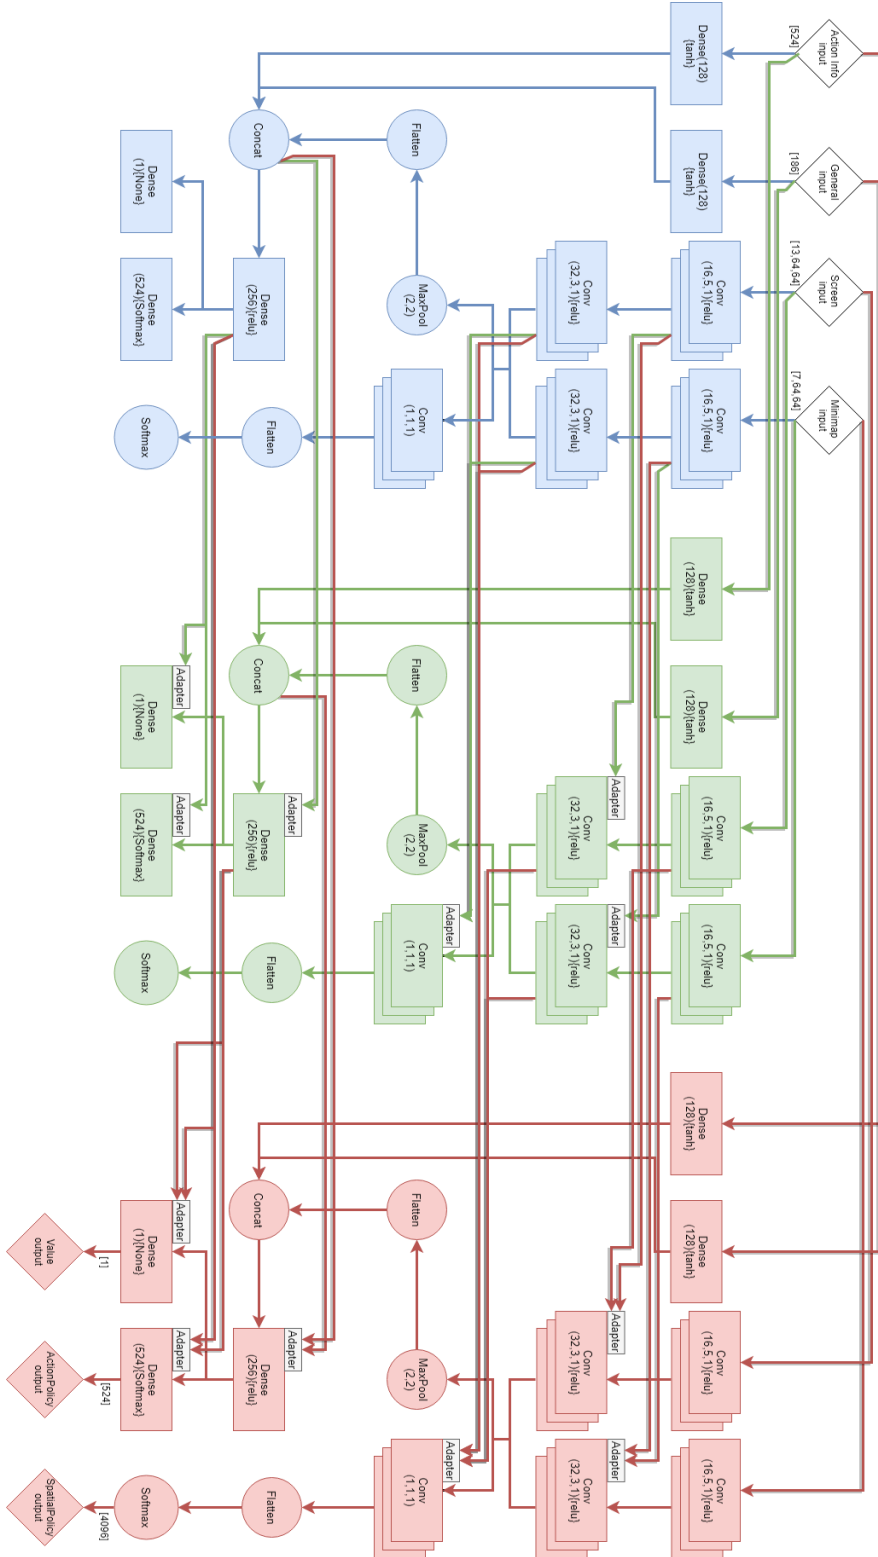 Action Info
input
[524]
General
input
[186]
Screen
input
[13,64,64]
Minimap
input
[7,64,64]
Dense(128)
{tanh}
Dense(128)
{tanh}
Conv
(16,5,1){relu}
Conv
(16,5,1){relu}
Conv
(32,3,1){relu}
Conv
(32,3,1){relu}
Flatten
MaxPool
(2,2)
Conv
(1,1,1)
Concat
Dense
(256){relu}
Flatten
Dense
(1){None}
Dense
(524){Softmax}
Softmax
Dense
(128){tanh}
Dense
(128){tanh}
Conv
(16,5,1){relu}
Conv
(16,5,1){relu}
Adapter
Conv
(32,3,1){relu}
Adapter
Conv
(32,3,1){relu}
Flatten
MaxPool
(2,2)
Adapter
Conv
(1,1,1)
Concat
Adapter
Dense
(256){relu}
Flatten
Adapter
Dense
(1){None}
Adapter
Dense
(524){Softmax}
Softmax
Dense
(128){tanh}
Dense
(128){tanh}
Conv
(16,5,1){relu}
Conv
(16,5,1){relu}
Adapter
Conv
(32,3,1){relu}
Adapter
Conv
(32,3,1){relu}
Flatten
MaxPool
(2,2)
Adapter
Conv
(1,1,1)
Concat
Adapter
Dense
(256){relu}
Flatten
Adapter
Dense
(1){None}
Adapter
Dense
(524){Softmax}
Softmax
[1]
Value
output
[524]
ActionPolicy
output
[4096]
SpatialPolicy
output